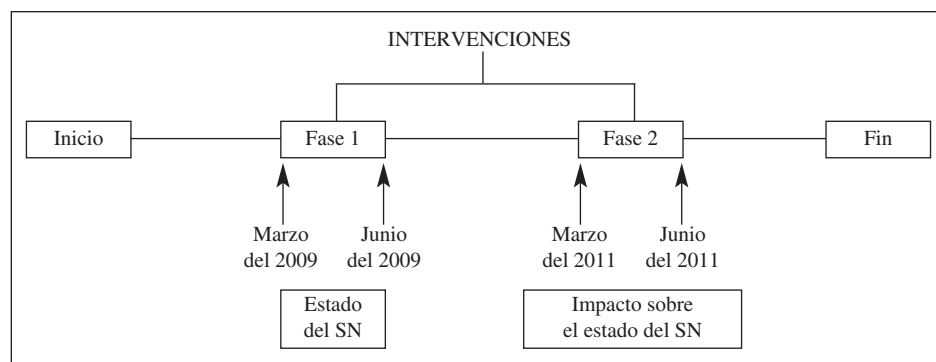 INTERVENCIONES
Inicio
Fase 1
Fase 2
Fin
Marzo
del 2009
Junio
del 2009
Marzo
del 2011
Junio
del 2011
Estado
del SN
Impacto sobre
el estado del SN